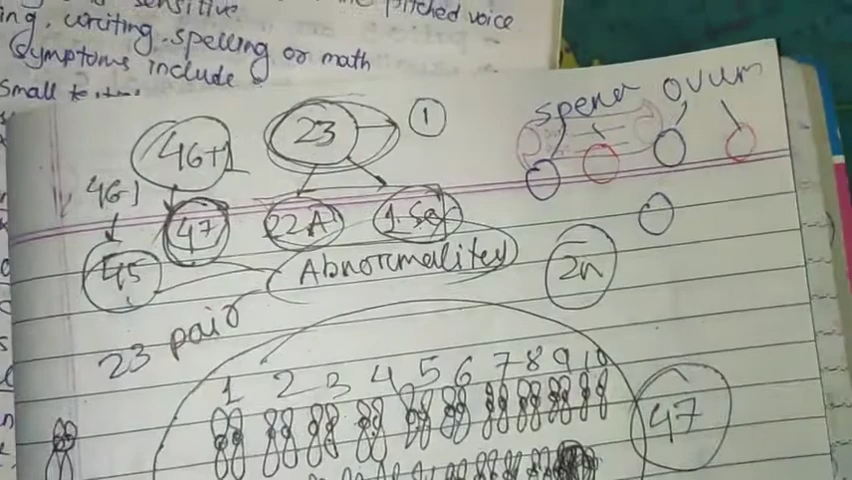 sensitive
pitched voice
ing, writing, spelling or math
Symptoms include
Small
46+1 23 1 sperm ovum
46-1
47 22A 1. Sex
45 Abnormalites 2n
23 pair
1 2 3 4 5 6 7 8 9 10
47